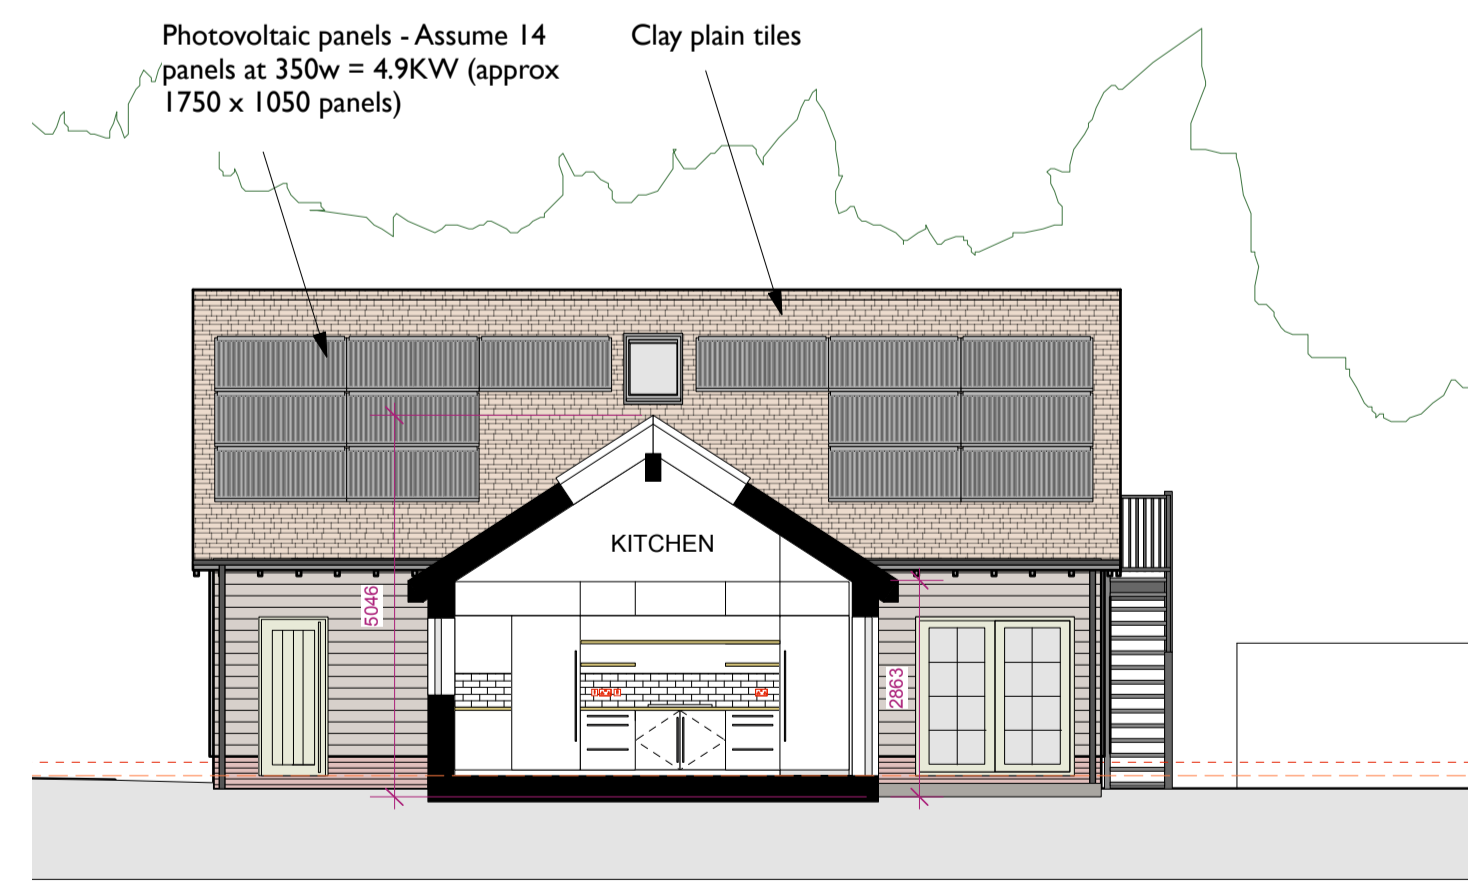 Photovoltaic panels - Assume 14
panels at 350w = 4.9KW (approx
1750 x 1050 panels)
Clay plain tiles
KITCHEN
5046
2863